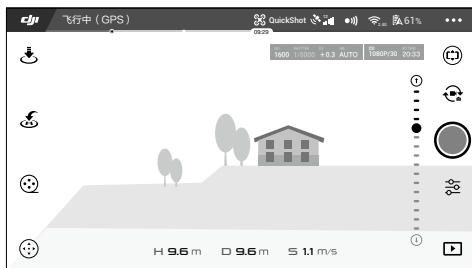 dji 飞行中（GPS） QuickShot 61%
09:29
1600 1/8000 +0.3 AUTO 1080P/30 20:33
H 9.6 m D 9.6 m S 1.1 m/s